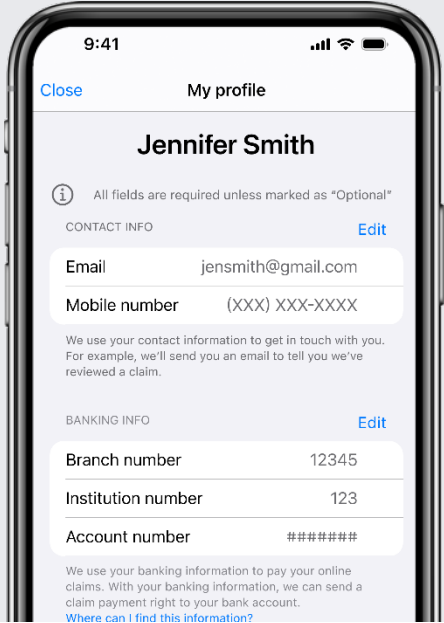 9:41
Close
My profile
Jennifer Smith
All fields are required unless marked as “Optional”
CONTACT INFO
Edit
Email
jensmith@gmail.com
Mobile number
(XXX) XXX-XXXX
We use your contact information to get in touch with you.
For example, we’ll send you an email to tell you we’ve
reviewed a claim.
BANKING INFO
Edit
Branch number
12345
Institution number
123
Account number
#######
We use your banking information to pay your online
claims. With your banking information, we can send a
claim payment right to your bank account.
Where can I find this information?